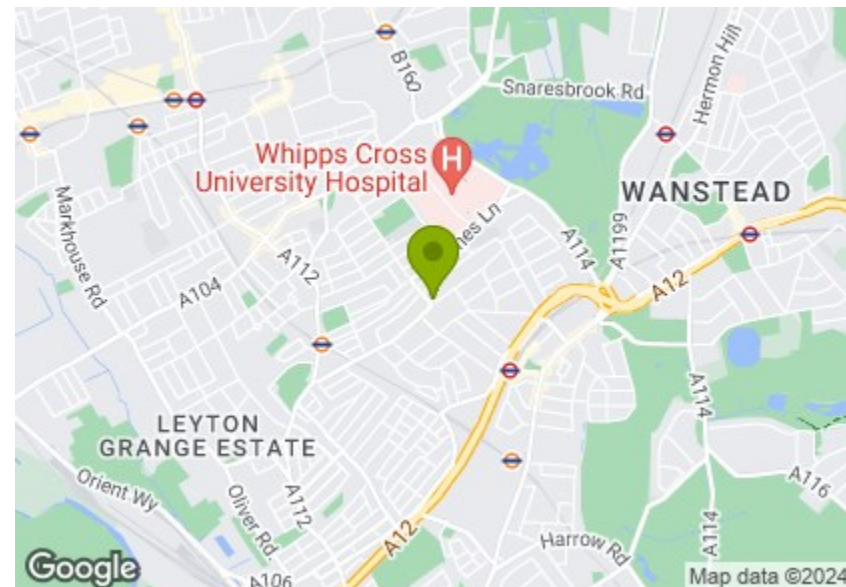 B160
Snaresbrook Rd
Hermon Hill
Whipps Cross
University Hospital
H
WANSTEAD
Markhouse Rd
A112
A104
A114
A1199
A12
LEYTON
GRANGE ESTATE
Orient Wy
Oliver Rd.
A112
A12
A114
A116
A114
Harrow Rd
A106
Google
Map data ©2024